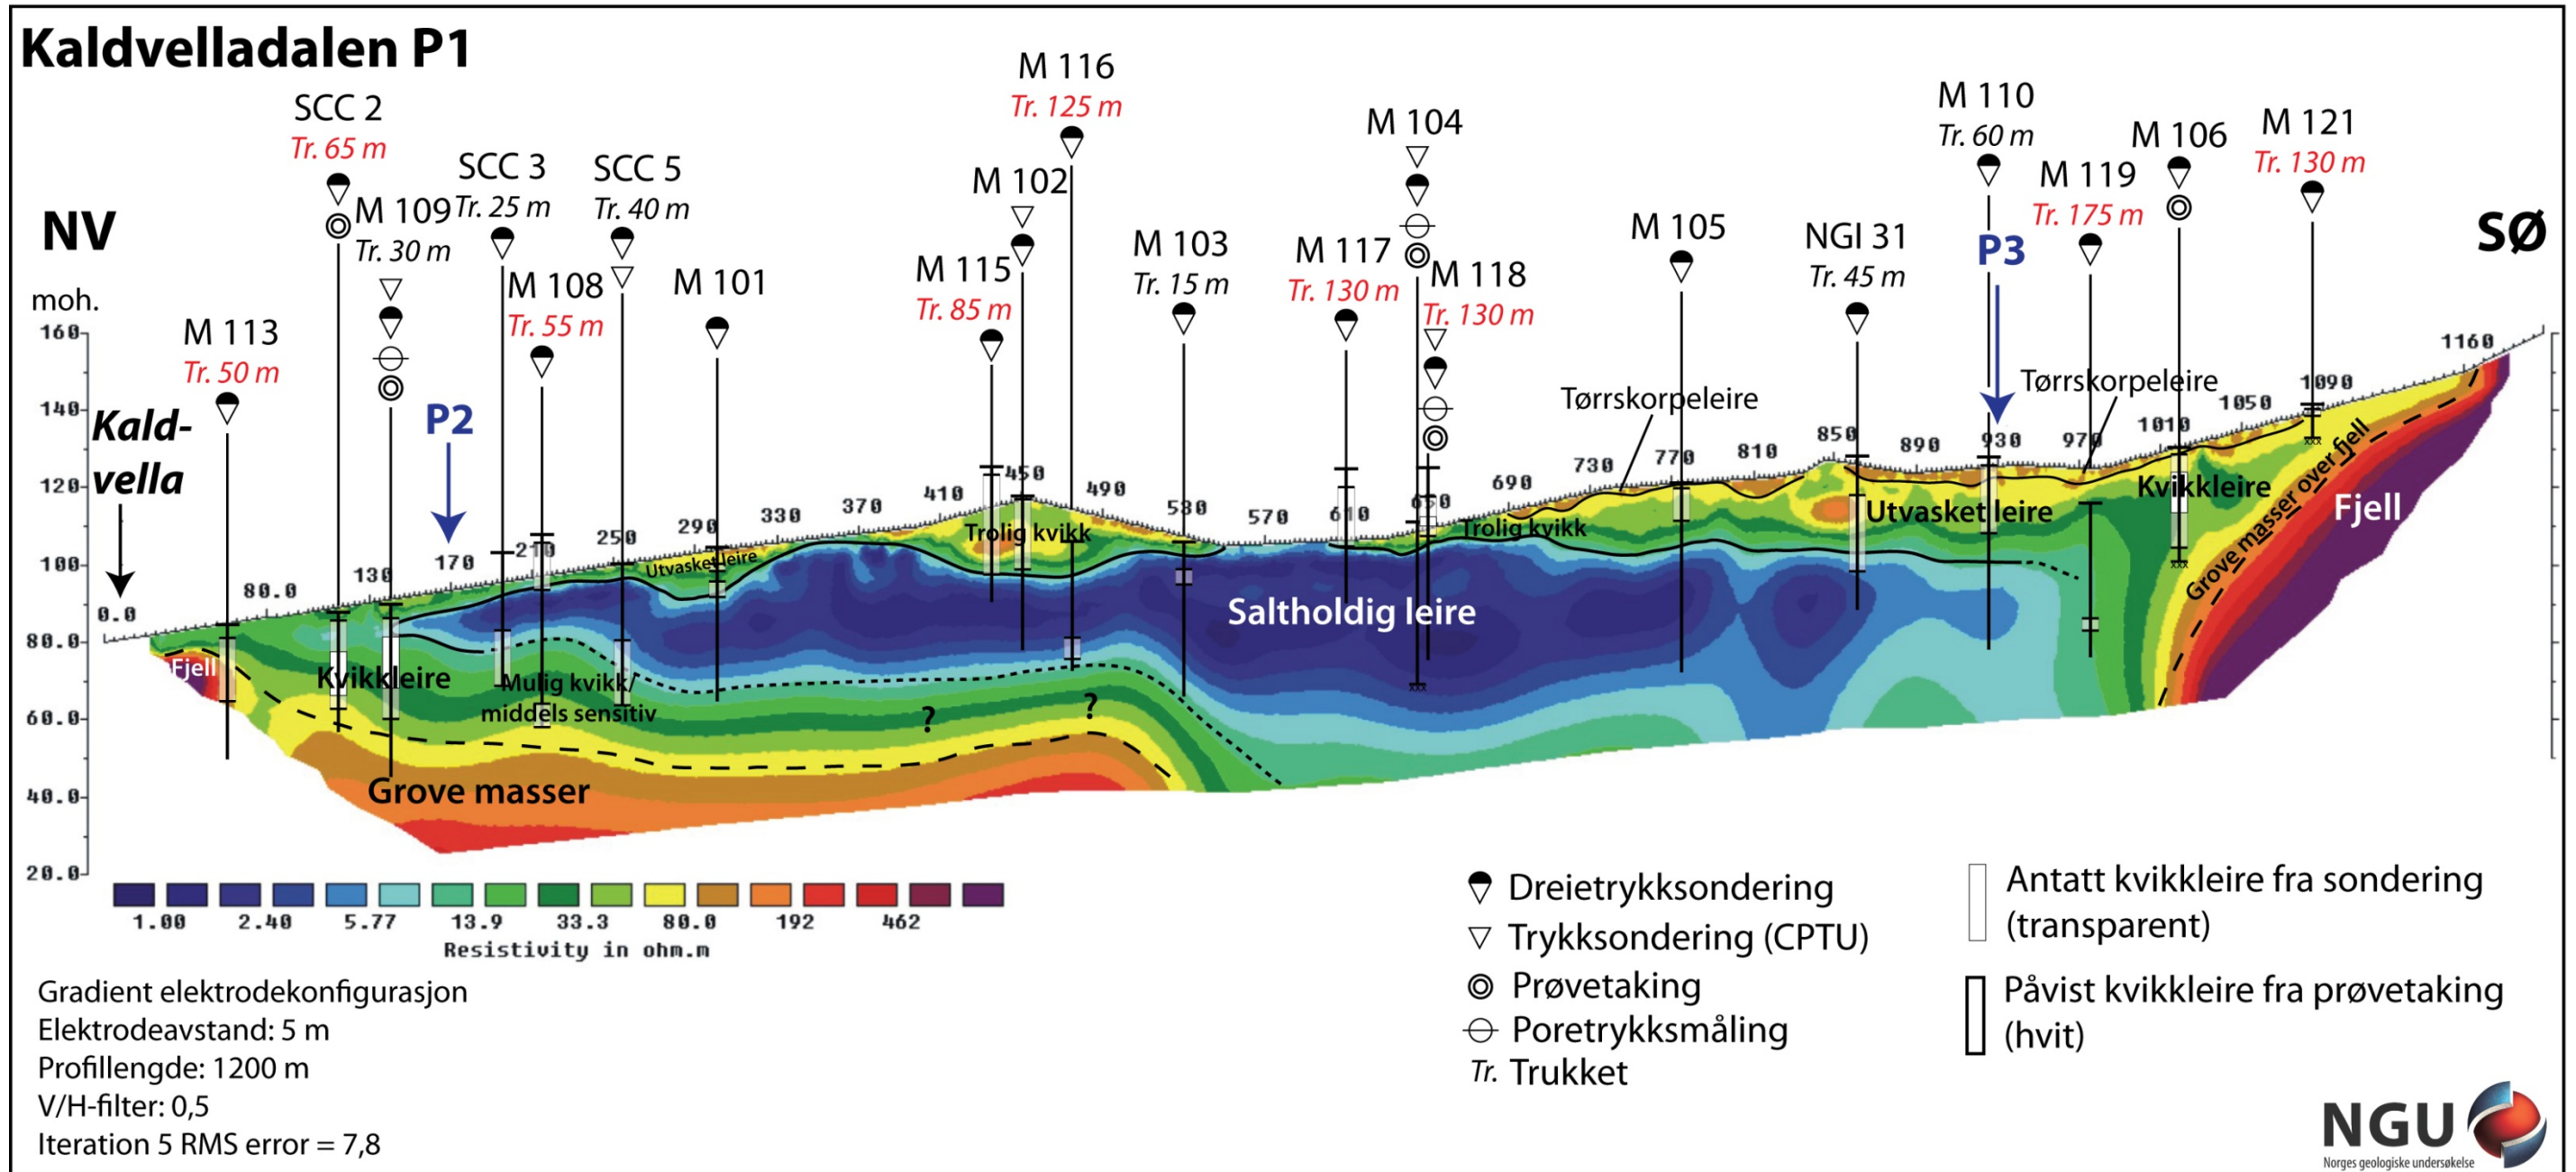 Kaldvelladalen P1
M 116
Tr. 125 m
SCC 2
Tr. 65 m
M 110
Tr. 60 m
M 104
M 106
M 121
Tr. 130 m
SCC 3
Tr. 25 m
SCC 5
Tr. 40 m
M 102
M 119
Tr. 175 m
M 109
Tr. 30 m
NV
SØ
M 105
NGI 31
Tr. 45 m
M 103
Tr. 15 m
M 117
Tr. 130 m
P3
M 115
Tr. 85 m
M 118
Tr. 130 m
M 108
Tr. 55 m
M 101
moh.
M 113
Tr. 50 m
160
140
120
100
80.0
60.0
40.0
20.0
Kald-
vella
P2
Tørrskorpeleire
Tørrskorpeleire
0.0
80.0
130
170
210
250
290
330
370
410
450
490
530
570
610
650
690
730
770
810
850
890
930
970
1010
1050
1090
1160
Trolig kvikk
Trolig kvikk
Utvasket leire
Utvasket leire
Kvikkleire
Fjell
Grove masser over fjell
Saltholdig leire
Fjell
Kvikkleire
Mulig kvikk/
middels sensitiv
?
?
Grove masser
1.00 2.40 5.77 13.9 33.3 80.0 192 462
Resistivity in ohm.m
Gradient elektrodekonfigurasjon
Elektrodeavstand: 5 m
Profillengde: 1200 m
V/H-filter: 0,5
Iteration 5 RMS error = 7,8
Dreietrykksondering
Trykksondering (CPTU)
Prøvetaking
Poretrykksmåling
Tr. Trukket
Antatt kvikkleire fra sondering
(transparent)
Påvist kvikkleire fra prøvetaking
(hvit)
NGU
Norges geologiske undersøkelse